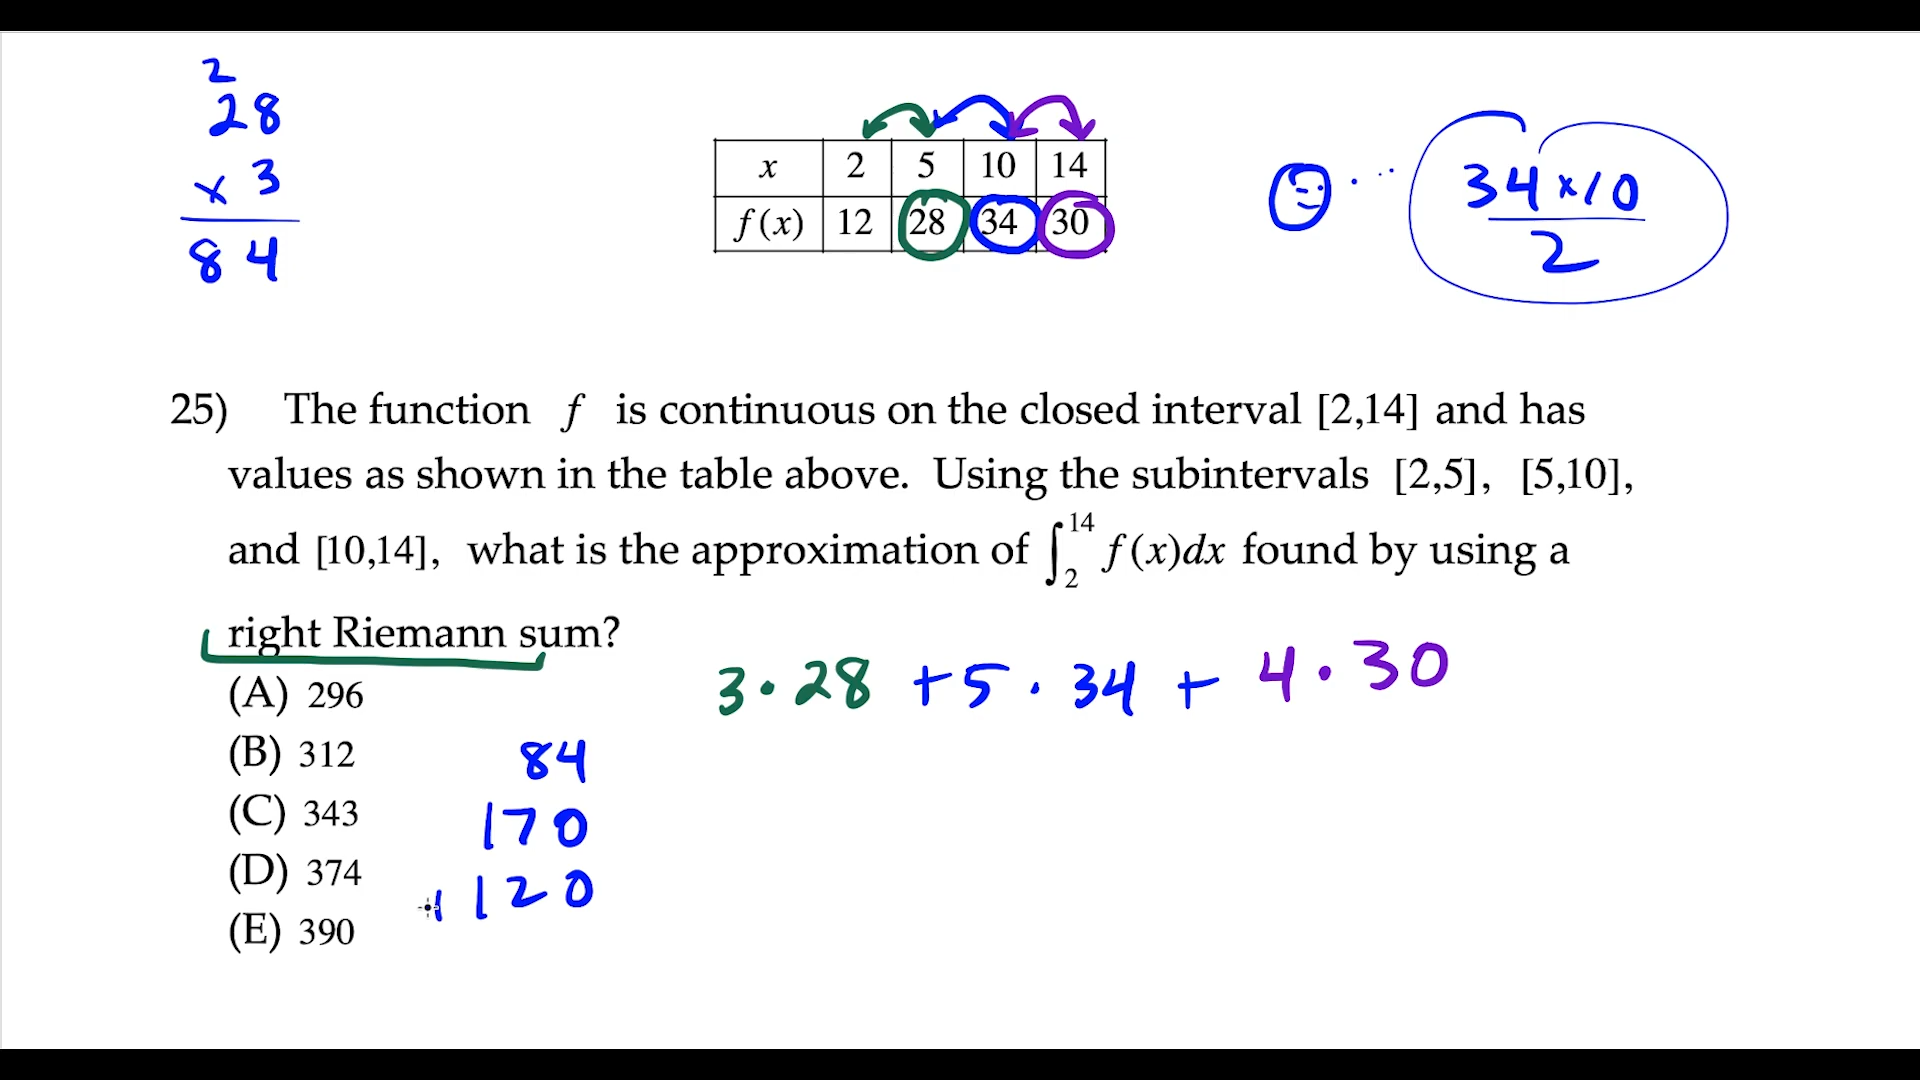 2
28
x 3
84
x 2 5 10 14
f(x) 12 28 34 30
34 x 10
2
25) The function f is continuous on the closed interval [2,14] and has
values as shown in the table above. Using the subintervals [2,5], [5,10],
and [10,14], what is the approximation of ∫₂¹⁴ f(x)dx found by using a
right Riemann sum?
3 · 28 + 5 · 34 + 4 · 30
(A) 296
(B) 312
(C) 343
(D) 374
(E) 390
84
170
+ 120